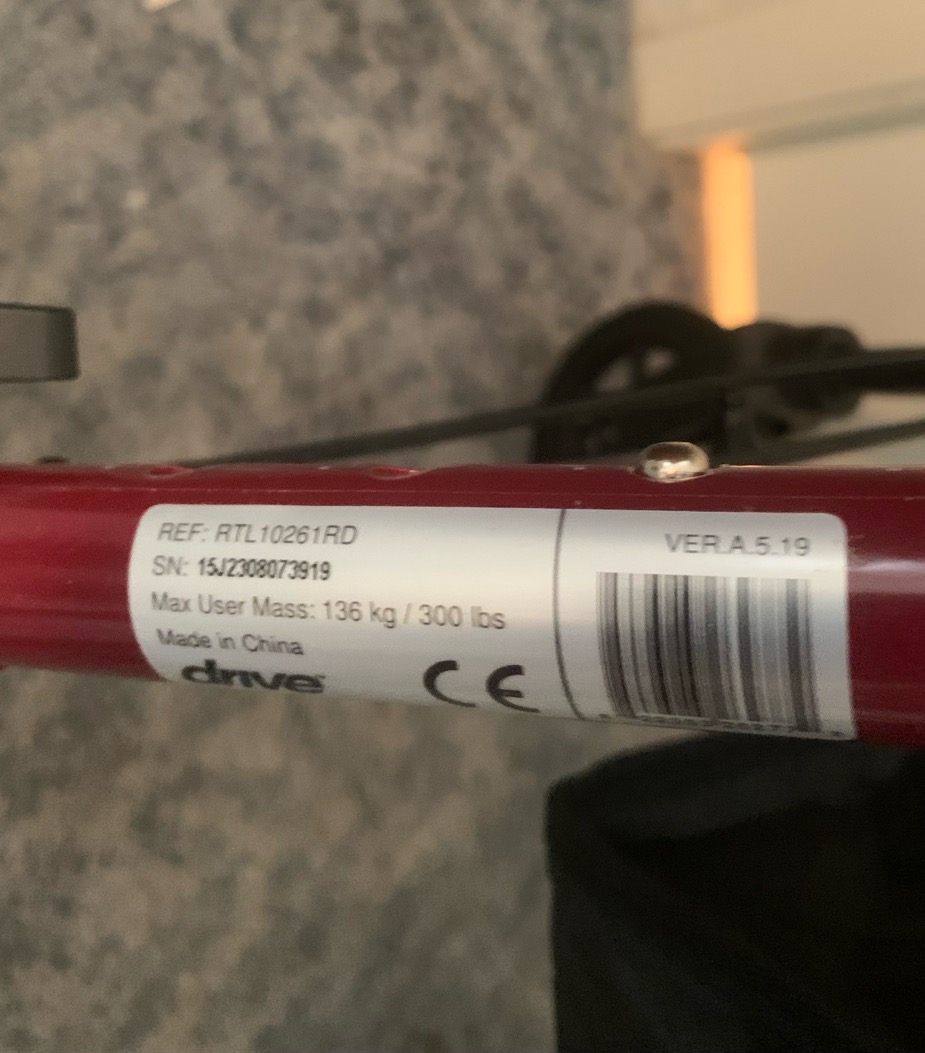 REF: RTL10261RD
SN: 15J2308073919
Max User Mass: 136 kg / 300 lbs
Made in China
drive
CE
VER.A.5.19